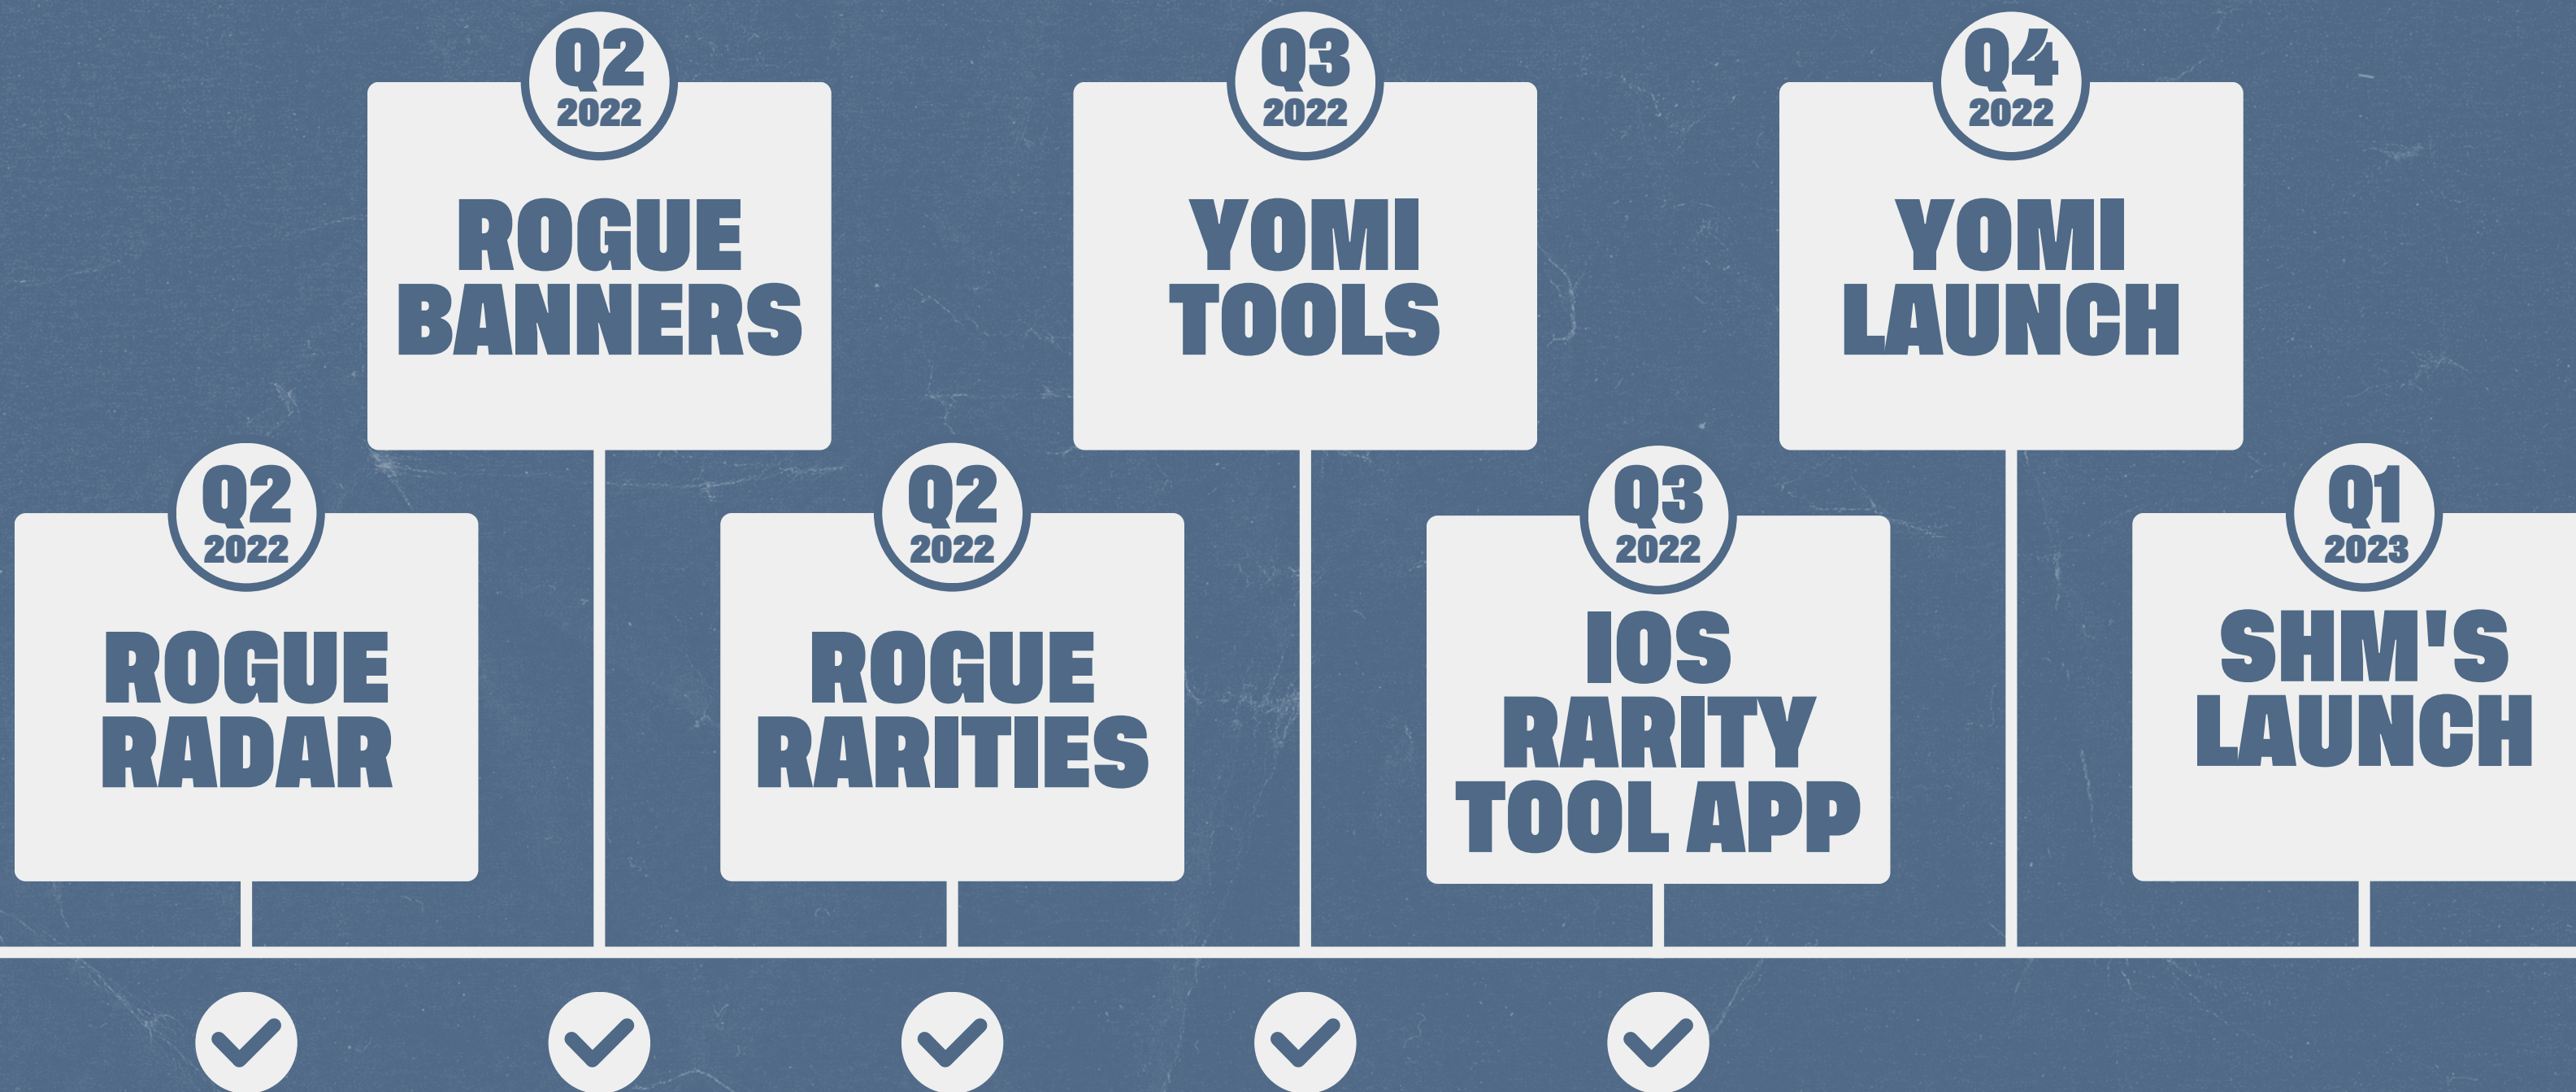 Q2
2022
ROGUE
RADAR
Q2
2022
ROGUE
BANNERS
Q2
2022
ROGUE
RARITIES
Q3
2022
YOMI
TOOLS
Q3
2022
IOS
RARITY
TOOL APP
Q4
2022
YOMI
LAUNCH
Q1
2023
SHM'S
LAUNCH